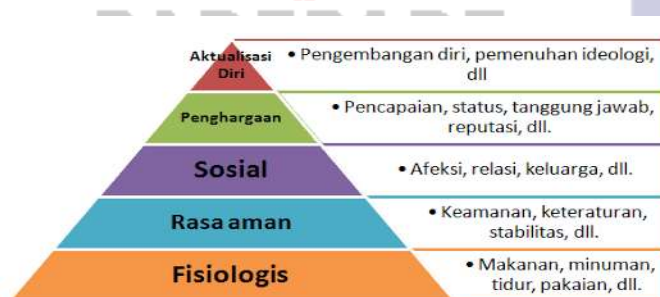 Aktualisasi
Diri
• Pengembangan diri, pemenuhan ideologi,
dll
Penghargaan
• Pencapaian, status, tanggung jawab,
reputasi, dll.
Sosial
• Afeksi, relasi, keluarga, dll.
Rasa aman
• Keamanan, keteraturan,
stabilitas, dll.
Fisiologis
• Makanan, minuman,
tidur, pakaian, dll.